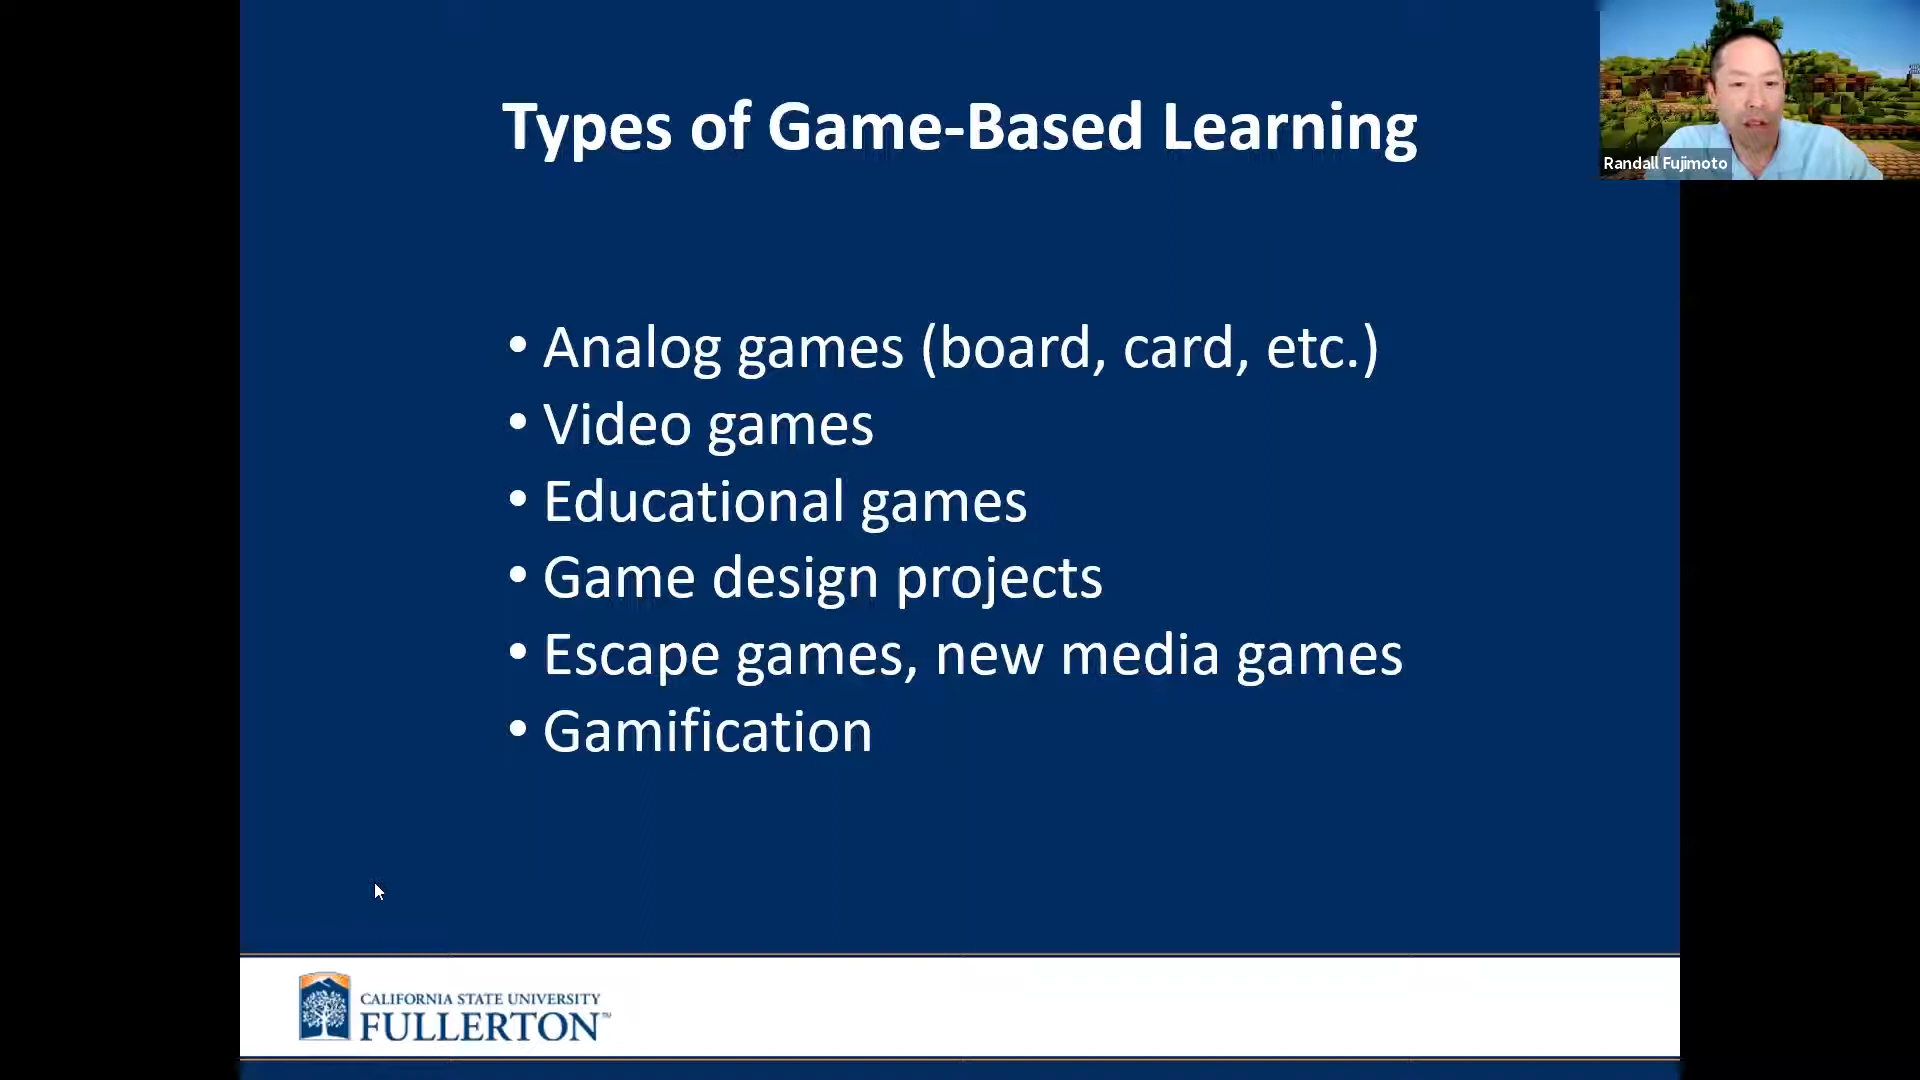 Types of Game-Based Learning
Randall Fujimoto
• Analog games (board, card, etc.)
• Video games
• Educational games
• Game design projects
• Escape games, new media games
• Gamification
CALIFORNIA STATE UNIVERSITY
FULLERTON™